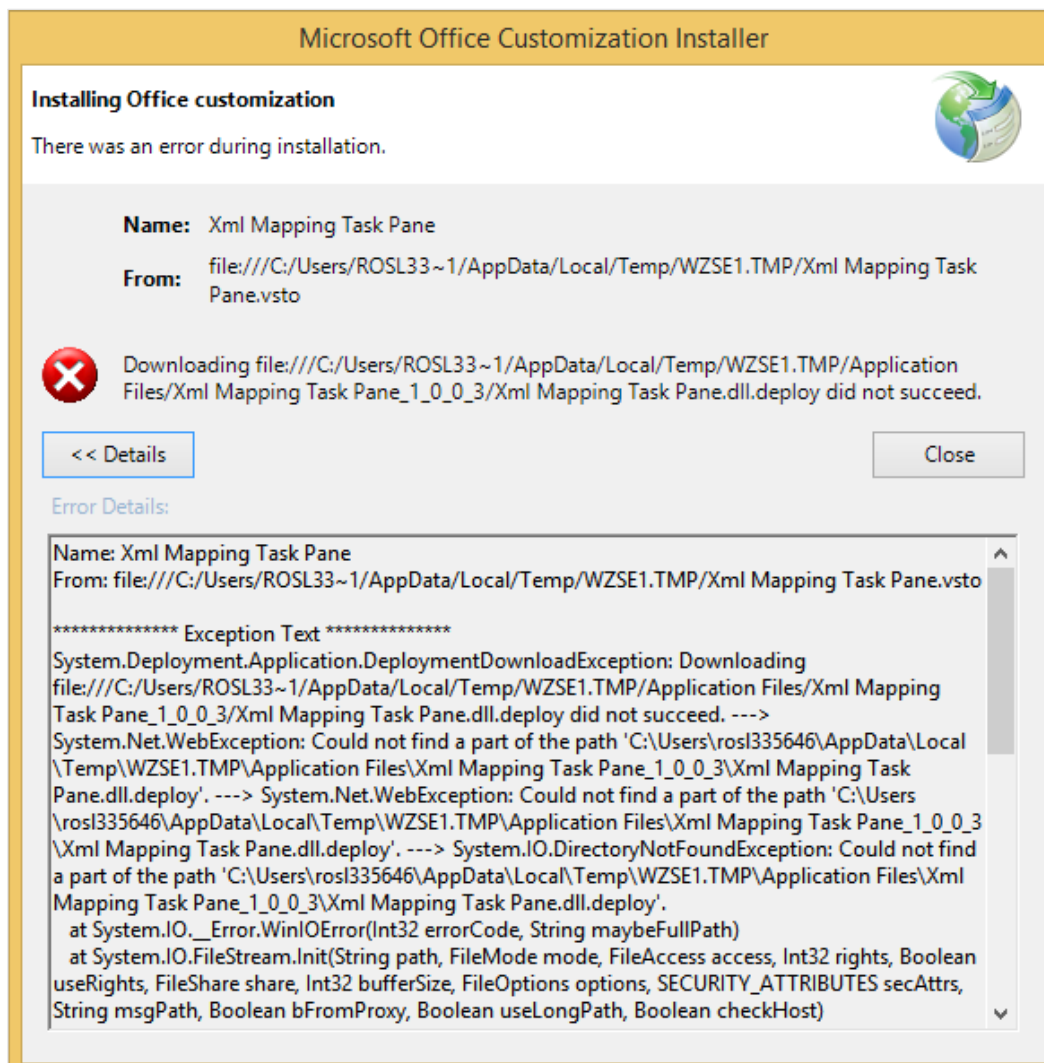 Microsoft Office Customization Installer
Installing Office customization
There was an error during installation.
Name: Xml Mapping Task Pane
From: file:///C:/Users/ROSL33~1/AppData/Local/Temp/WZSE1.TMP/Xml Mapping Task
Pane.vsto
Downloading file:///C:/Users/ROSL33~1/AppData/Local/Temp/WZSE1.TMP/Application
Files/Xml Mapping Task Pane_1_0_0_3/Xml Mapping Task Pane.dll.deploy did not succeed.
<< Details
Close
Error Details:
Name: Xml Mapping Task Pane
From: file:///C:/Users/ROSL33~1/AppData/Local/Temp/WZSE1.TMP/Xml Mapping Task Pane.vsto
************** Exception Text **************
System.Deployment.Application.DeploymentDownloadException: Downloading
file:///C:/Users/ROSL33~1/AppData/Local/Temp/WZSE1.TMP/Application Files/Xml Mapping
Task Pane_1_0_0_3/Xml Mapping Task Pane.dll.deploy did not succeed. --->
System.Net.WebException: Could not find a part of the path 'C:\Users\rosl335646\AppData\Local
\Temp\WZSE1.TMP\Application Files\Xml Mapping Task Pane_1_0_0_3\Xml Mapping Task
Pane.dll.deploy'. ---> System.Net.WebException: Could not find a part of the path 'C:\Users
\rosl335646\AppData\Local\Temp\WZSE1.TMP\Application Files\Xml Mapping Task Pane_1_0_0_3
\Xml Mapping Task Pane.dll.deploy'. ---> System.IO.DirectoryNotFoundException: Could not find
a part of the path 'C:\Users\rosl335646\AppData\Local\Temp\WZSE1.TMP\Application Files\Xml
Mapping Task Pane_1_0_0_3\Xml Mapping Task Pane.dll.deploy'.
at System.IO.__Error.WinIOError(Int32 errorCode, String maybeFullPath)
at System.IO.FileStream.Init(String path, FileMode mode, FileAccess access, Int32 rights, Boolean
useRights, FileShare share, Int32 bufferSize, FileOptions options, SECURITY_ATTRIBUTES secAttrs,
String msgPath, Boolean bFromProxy, Boolean useLongPath, Boolean checkHost)